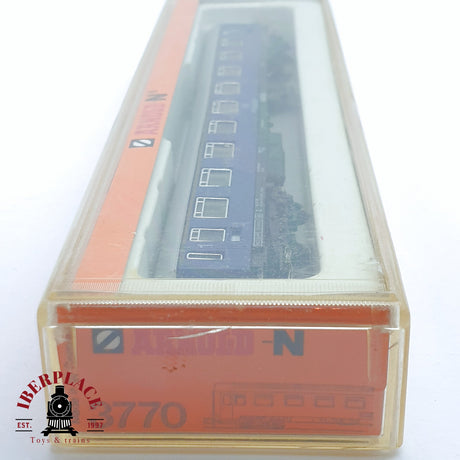 ARNOLD N
ARNOLD -N
3770
IBERPLACE
EST. 1997
Toys & trains